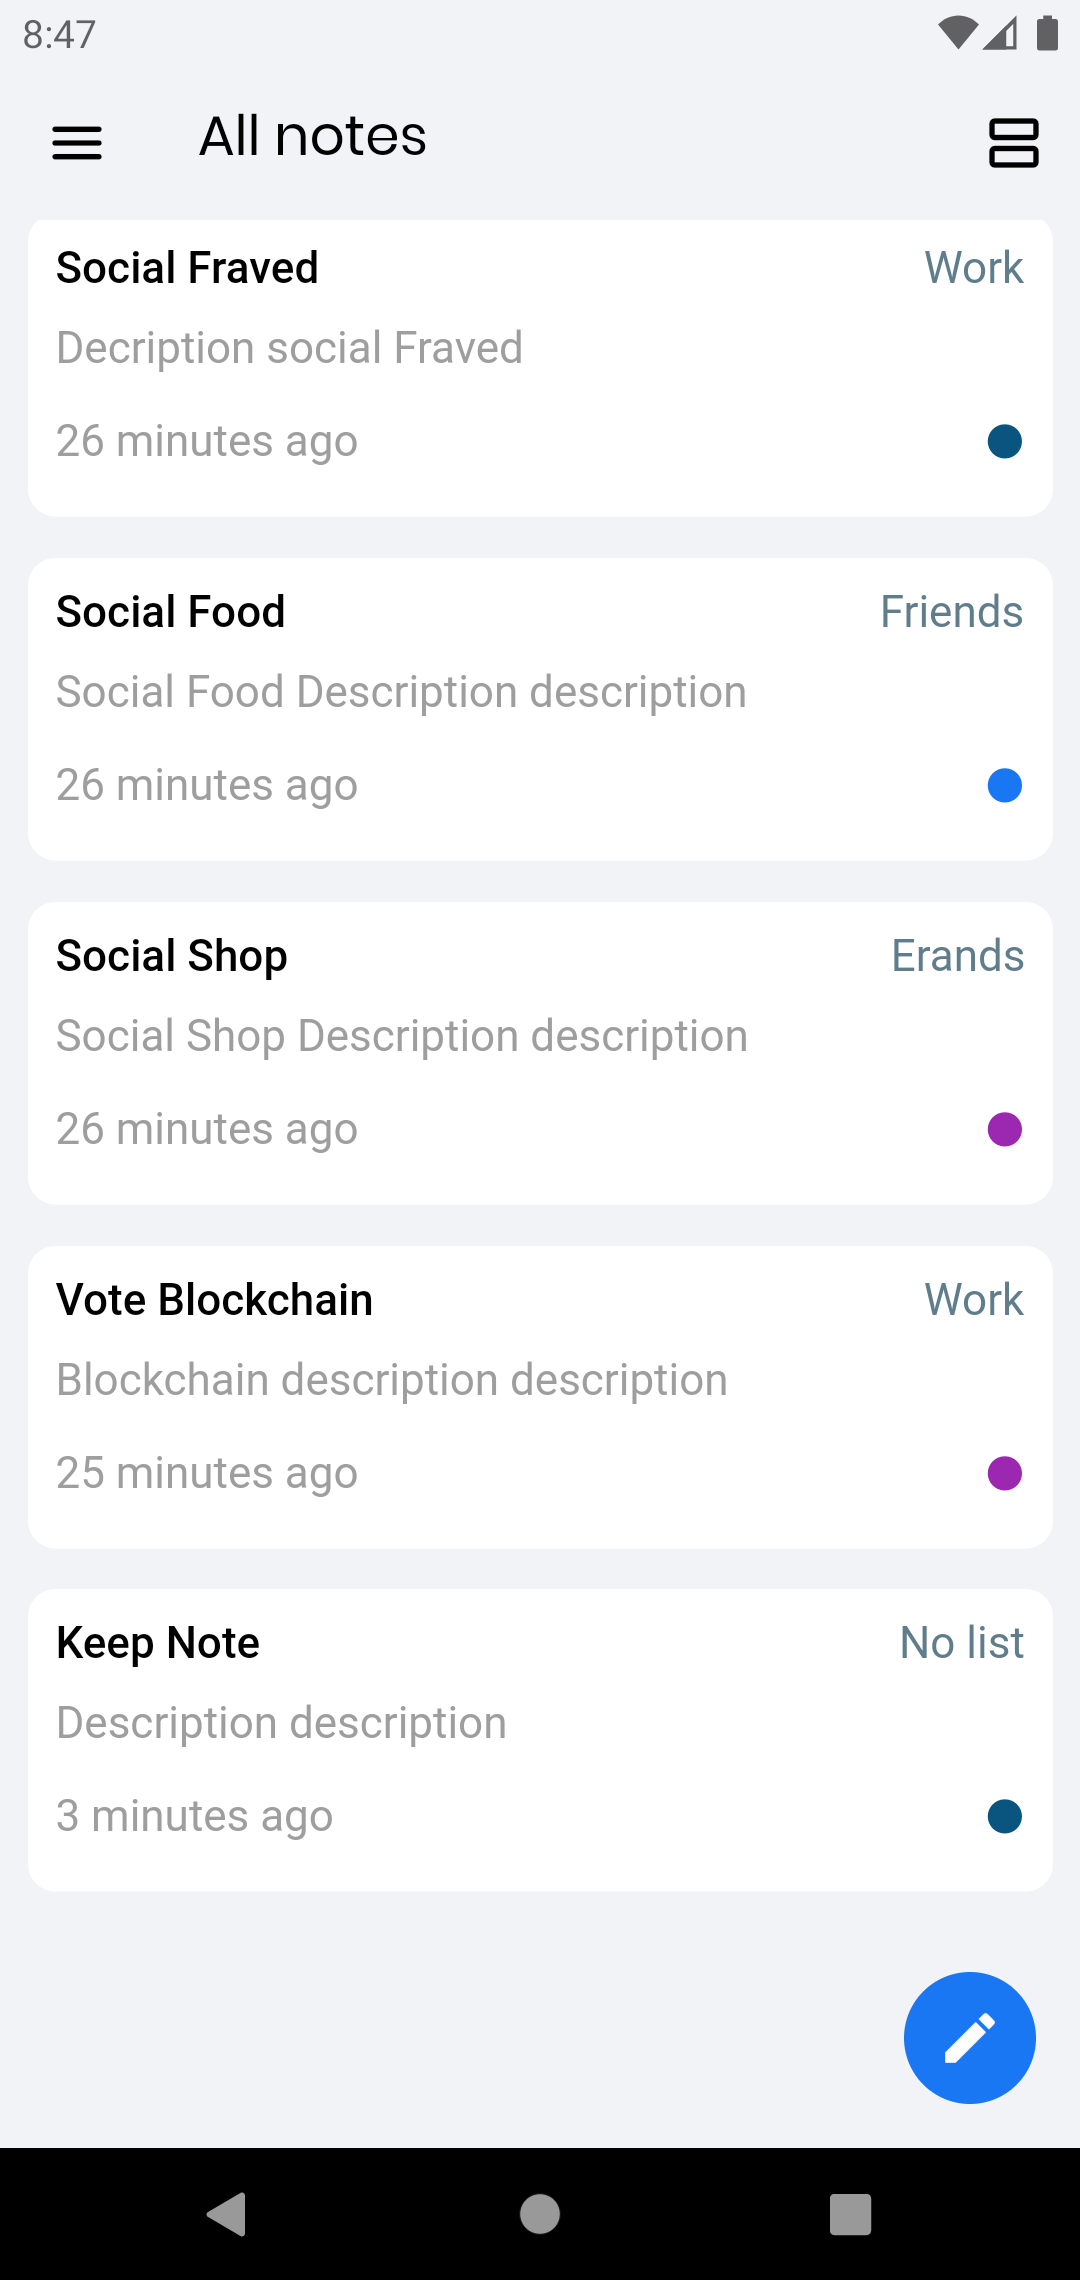 8:47
All notes
Social Fraved Work
Decription social Fraved
26 minutes ago
Social Food Friends
Social Food Description description
26 minutes ago
Social Shop Erands
Social Shop Description description
26 minutes ago
Vote Blockchain Work
Blockchain description description
25 minutes ago
Keep Note No list
Description description
3 minutes ago